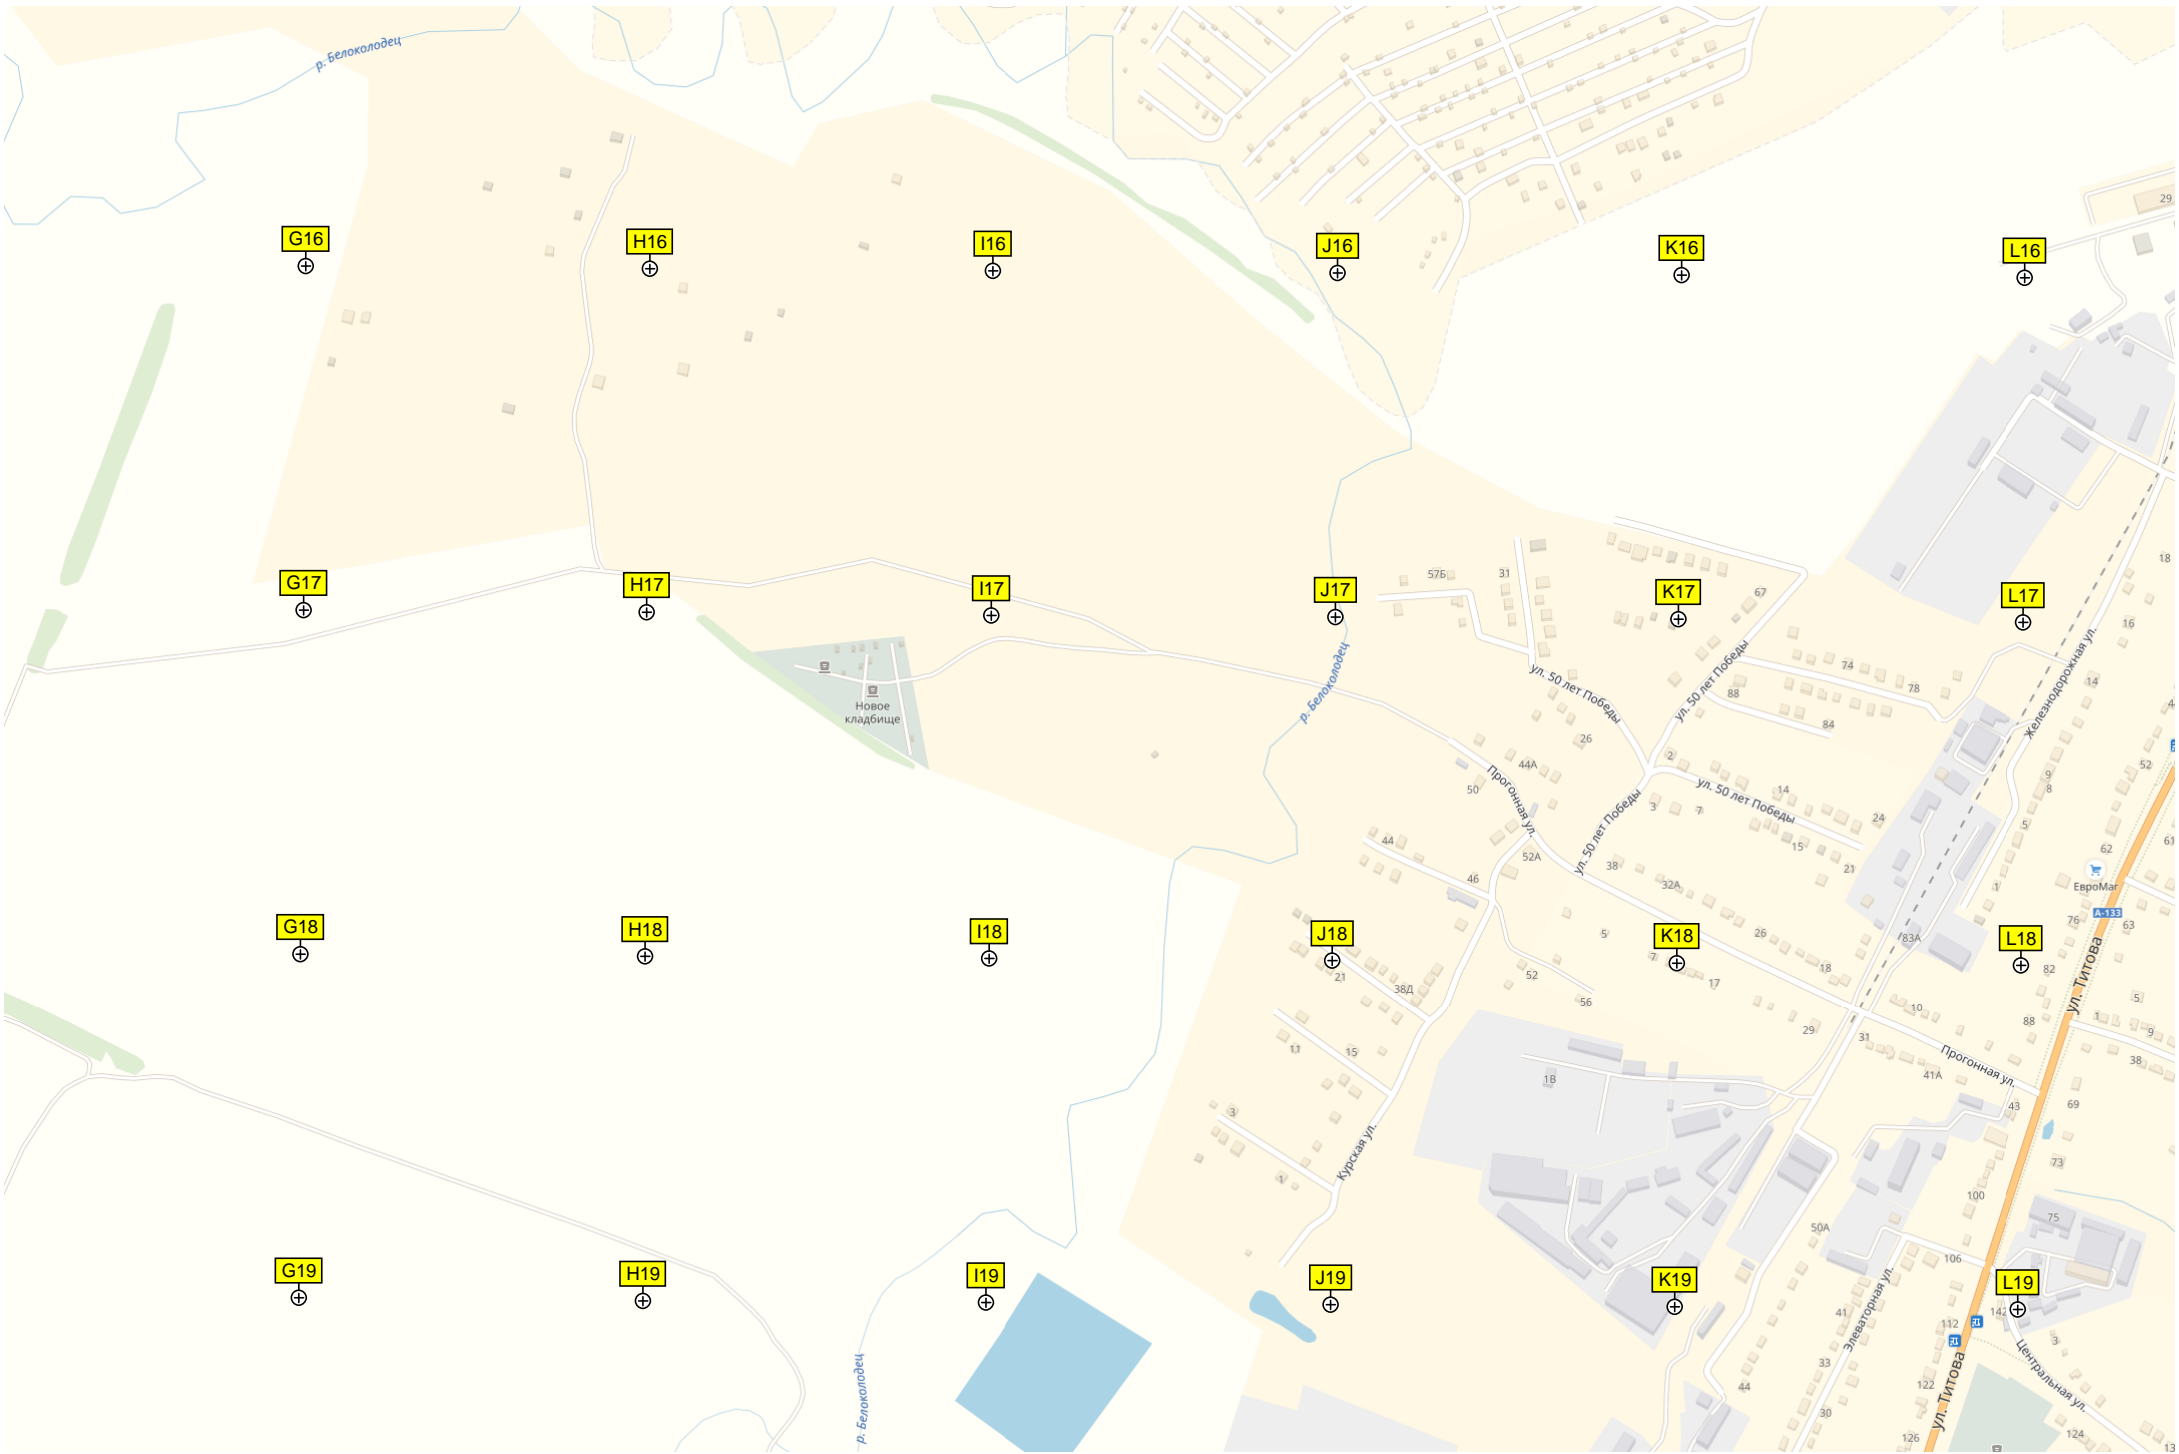 р. Белоколодец
29
G16
H16
I16
J16
K16
L16
18
57Б
31
G17
H17
I17
J17
K17
67
L17
16
ул. 50 лет Победы
ул. 50 лет Победы
74
78
88
84
14
Железнодорожная ул.
р. Белоколодец
Новое
кладбище
26
2
44А
50
Прогонная ул.
52
9
8
3
7
14
ул. 50 лет Победы
ул. 50 лет Победы
24
15
21
5
62
61
44
46
52А
38
32А
1
ЕвроМаг
А-133
76
63
G18
H18
I18
J18
K18
L18
5
7
26
83А
18
17
21
38Д
52
56
82
ул. Титова
5
10
88
1
9
29
31
38
11
15
1В
41А
Прогонная ул.
43
69
3
Курская ул.
1
73
100
75
50А
106
G19
H19
I19
J19
K19
L19
142
41
112
3
Элеваторная ул.
33
44
122
30
126
ул. Титова
Центральная ул.
124
р. Белоколодец